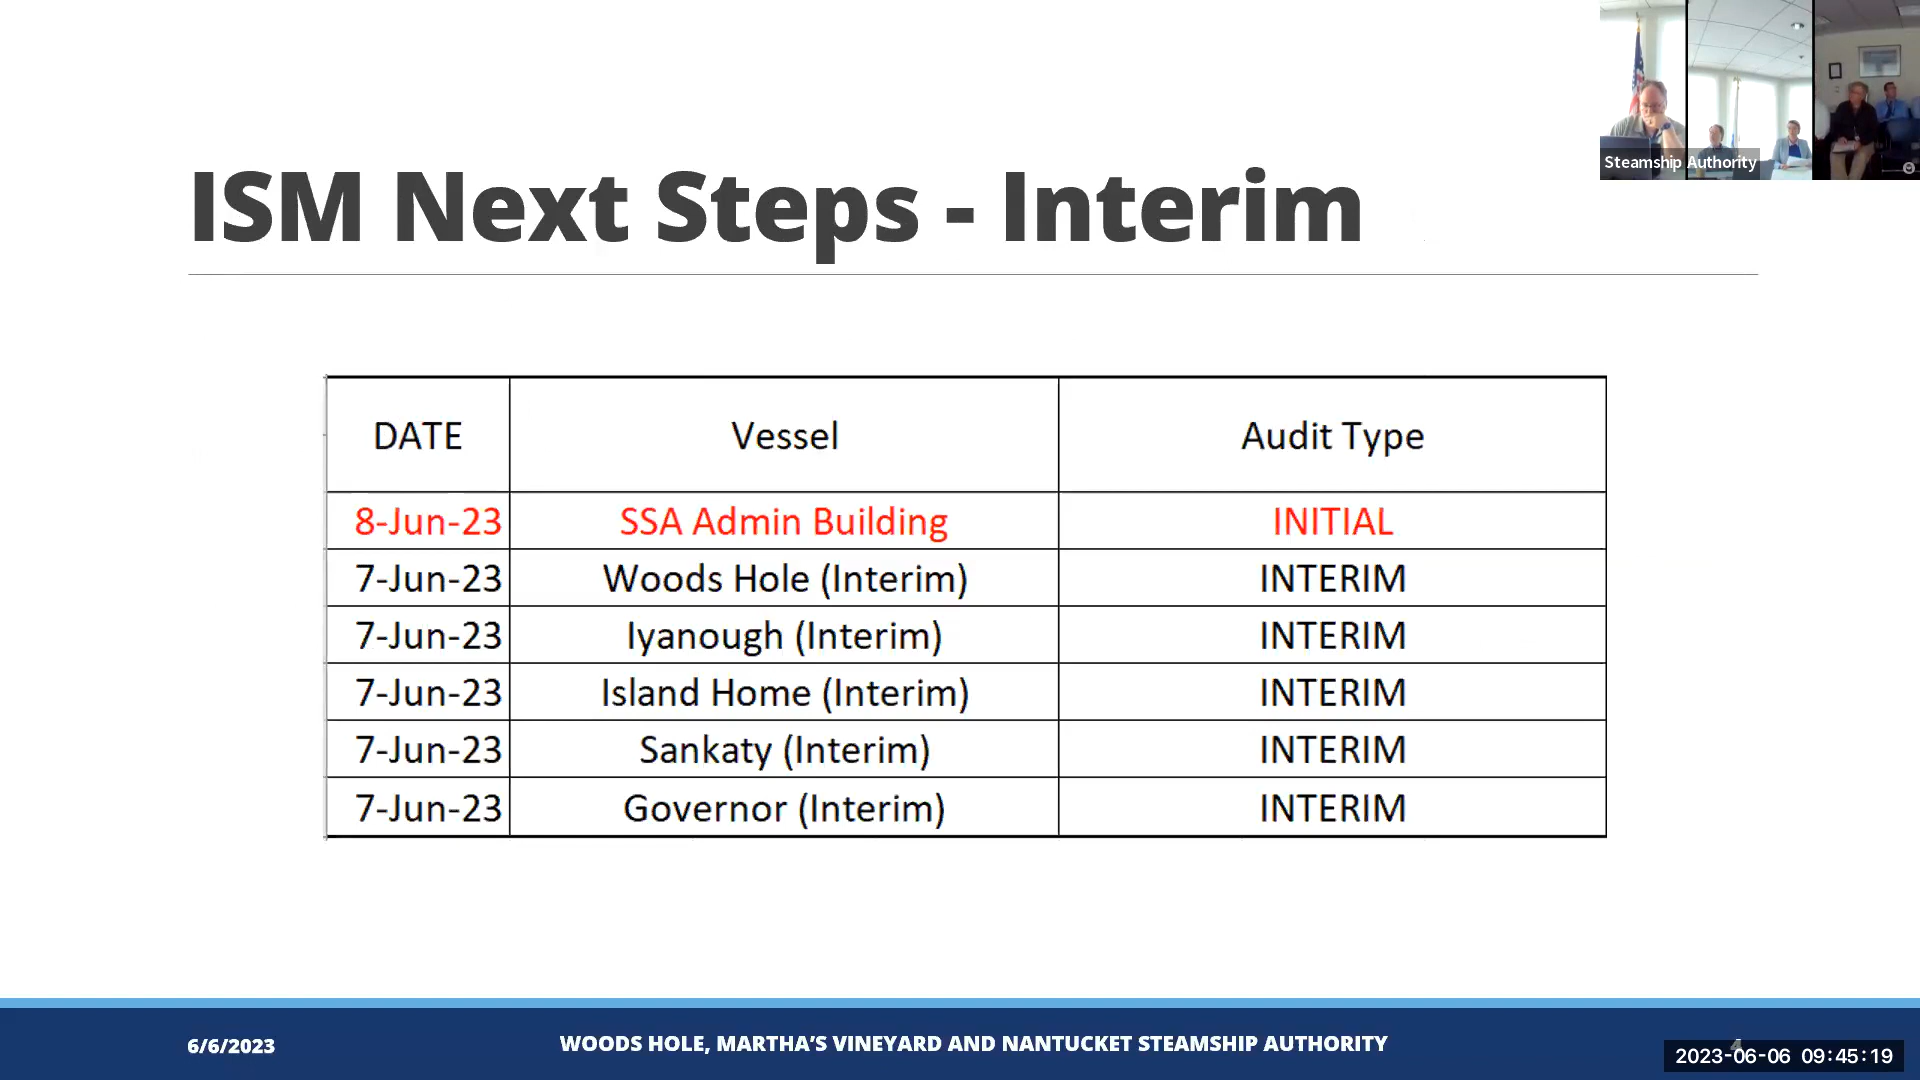 Steamship Authority
ISM Next Steps - Interim
DATE Vessel Audit Type
8-Jun-23 SSA Admin Building INITIAL
7-Jun-23 Woods Hole (Interim) INTERIM
7-Jun-23 Iyanough (Interim) INTERIM
7-Jun-23 Island Home (Interim) INTERIM
7-Jun-23 Sankaty (Interim) INTERIM
7-Jun-23 Governor (Interim) INTERIM
6/6/2023 WOODS HOLE, MARTHA’S VINEYARD AND NANTUCKET STEAMSHIP AUTHORITY 4
2023-06-06 09:45:19